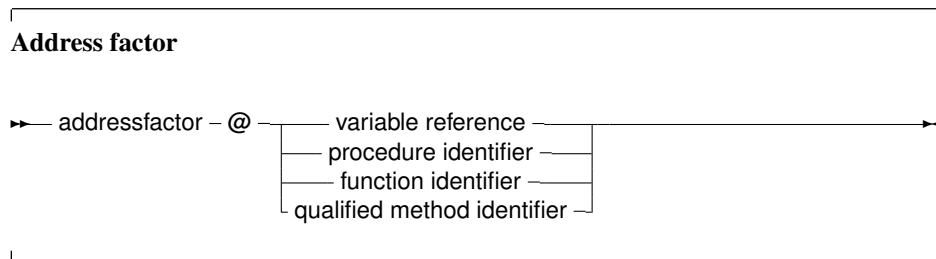 Address factor
addressfactor @ variable reference
procedure identifier
function identifier
qualified method identifier